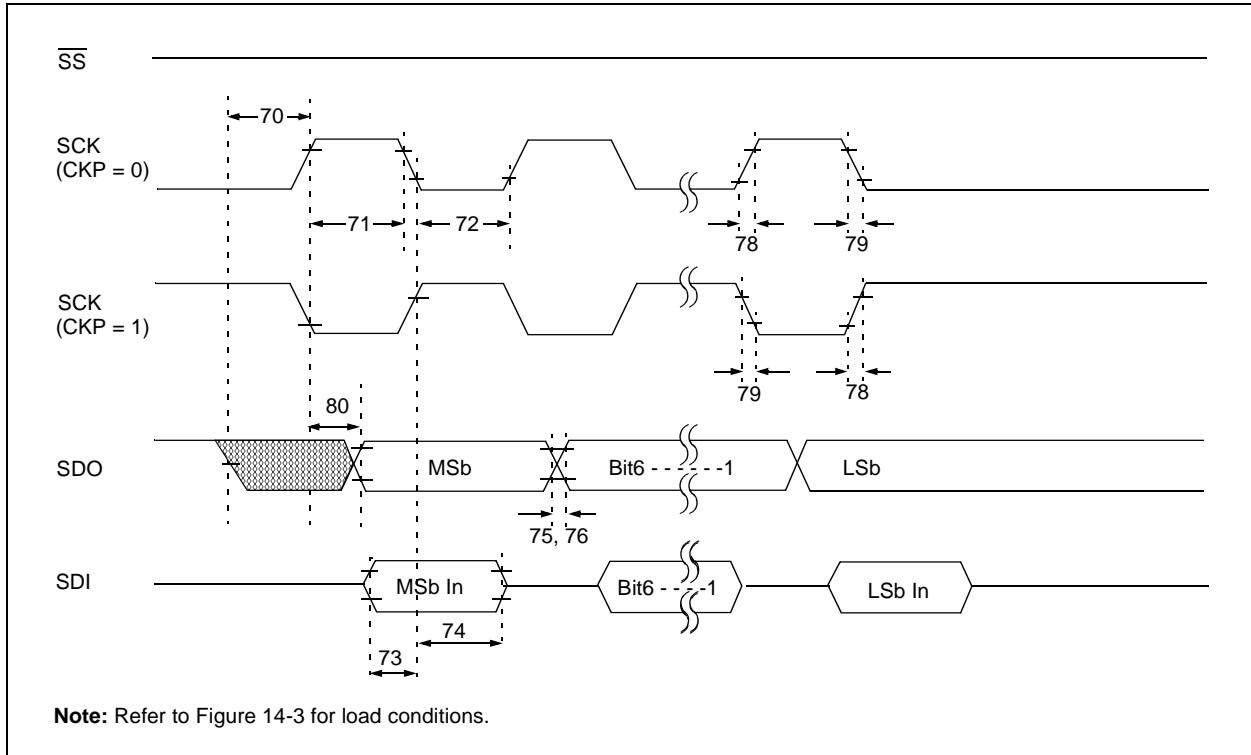 SS
70
SCK
(CKP = 0)
71
72
78
79
SCK
(CKP = 1)
79
78
80
SDO
MSb
Bit6 - - - - - -1
LSb
75, 76
SDI
MSb In
Bit6 - - - -1
LSb In
74
73
Note: Refer to Figure 14-3 for load conditions.